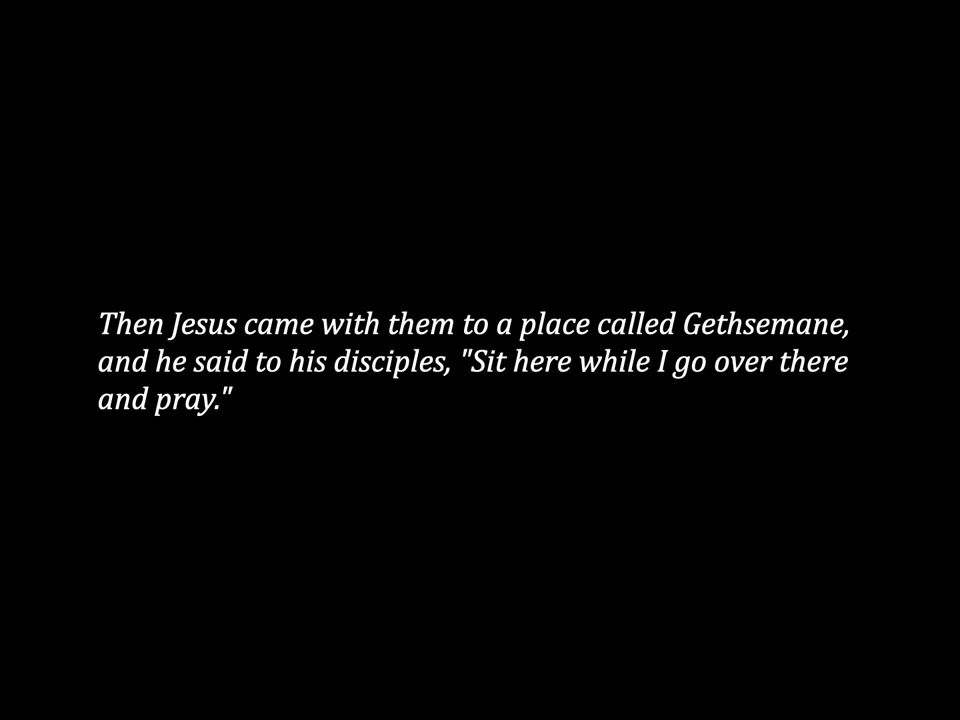 Then Jesus came with them to a place called Gethsemane,
and he said to his disciples, "Sit here while I go over there
and pray."